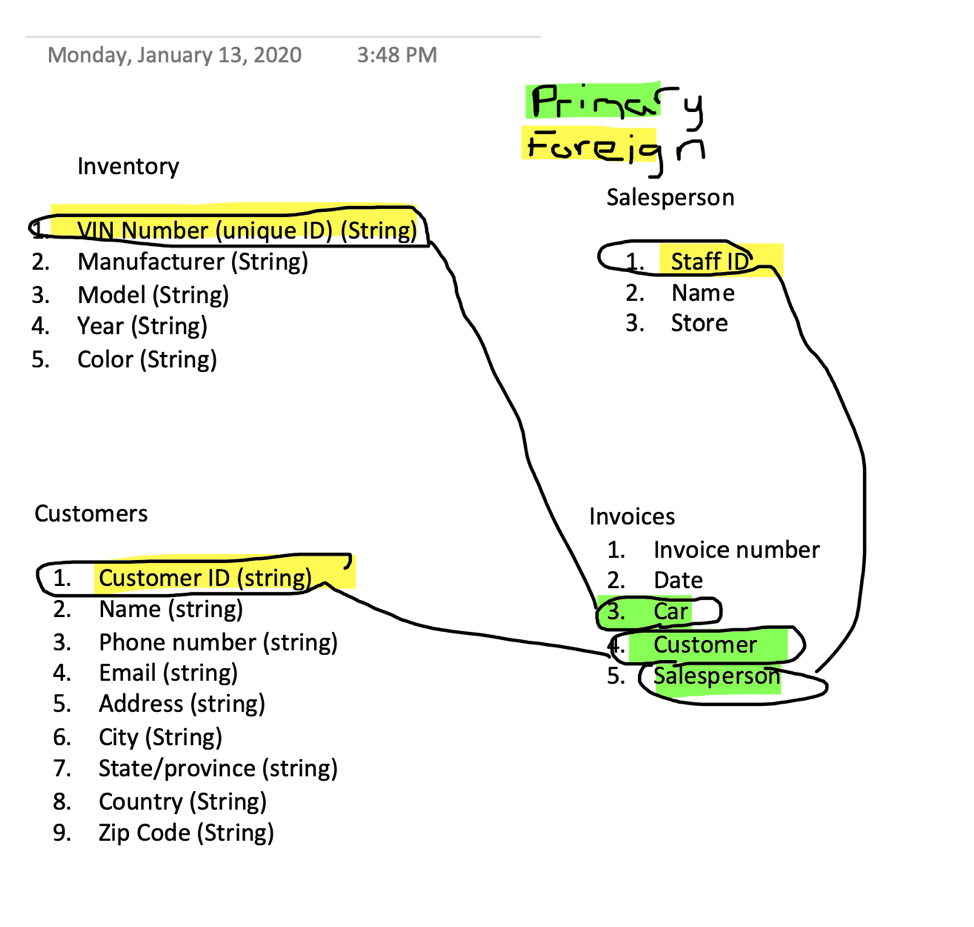 Monday, January 13, 2020 3:48 PM
Primary
Foreign
Inventory
1. VIN Number (unique ID) (String)
2. Manufacturer (String)
3. Model (String)
4. Year (String)
5. Color (String)
Salesperson
1. Staff ID
2. Name
3. Store
Customers
1. Customer ID (string)
2. Name (string)
3. Phone number (string)
4. Email (string)
5. Address (string)
6. City (String)
7. State/province (string)
8. Country (String)
9. Zip Code (String)
Invoices
1. Invoice number
2. Date
3. Car
4. Customer
5. Salesperson